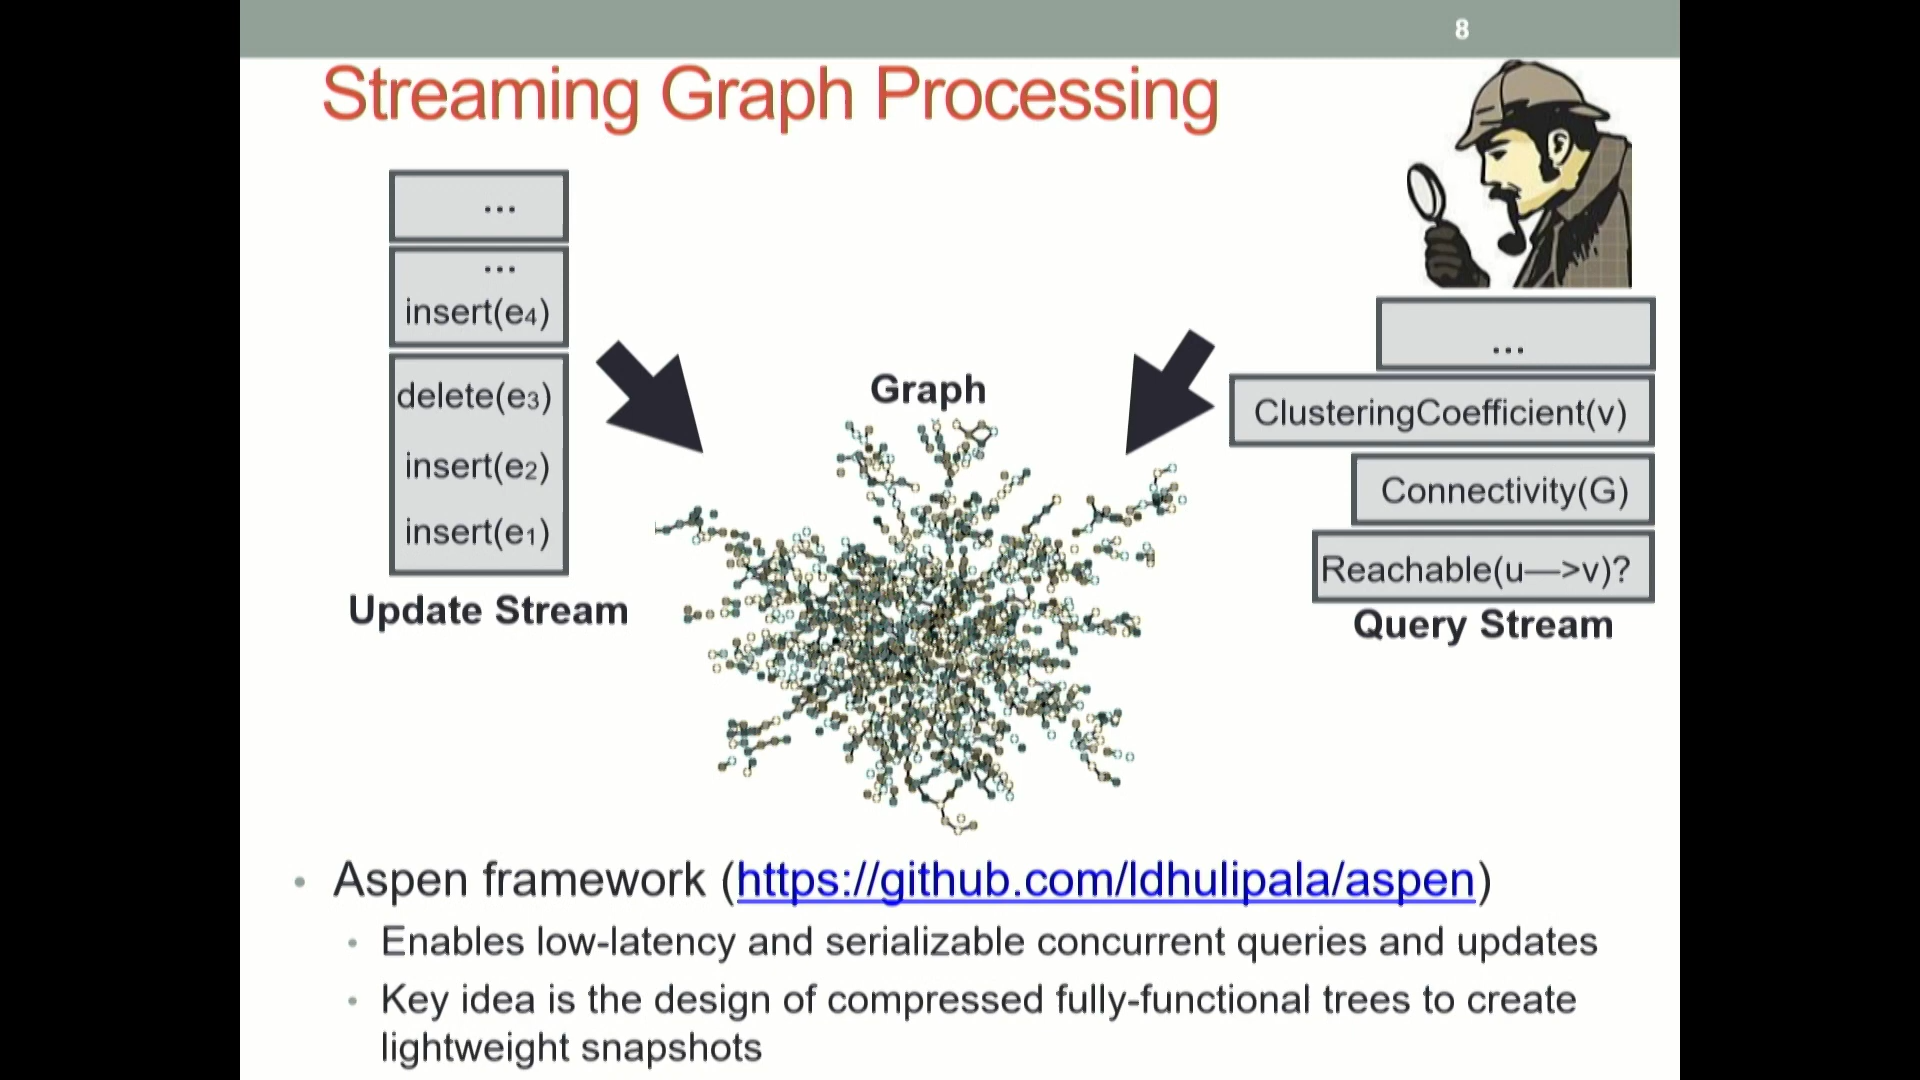 8
Streaming Graph Processing
...
...
insert(e4)
delete(e3)
insert(e2)
insert(e1)
Update Stream
Graph
...
ClusteringCoefficient(v)
Connectivity(G)
Reachable(u—>v)?
Query Stream
• Aspen framework (https://github.com/ldhulipala/aspen)
• Enables low-latency and serializable concurrent queries and updates
• Key idea is the design of compressed fully-functional trees to create
lightweight snapshots